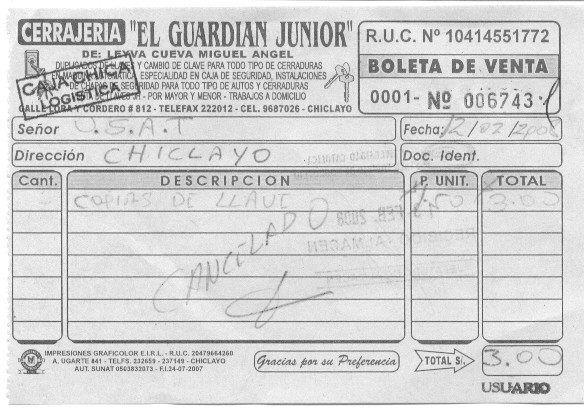 CERRAJERIA "EL GUARDIAN JUNIOR"
DE: LEYVA CUEVA MIGUEL ANGEL
DUPLICADOS DE LLAVES Y CAMBIO DE CLAVE PARA TODO TIPO DE CERRADURAS
ESPECIALIDAD EN CAJA DE SEGURIDAD, INSTALACIONES
DE CHAPAS DE SEGURIDAD PARA TODO TIPO DE AUTOS Y CERRADURAS
POR MAYOR Y MENOR - TRABAJOS A DOMICILIO
CALLE LORA Y CORDERO # 812 - TELEFAX 222012 - CEL. 9687026 - CHICLAYO
CAJA CHICA
LOGISTICA
R.U.C. Nº 10414551772
BOLETA DE VENTA
0001- Nº 006743
Señor U.S.A.T
Fecha: 12/02/2008
Dirección CHICLAYO
Doc. Ident.
Cant. DESCRIPCION P. UNIT. TOTAL
COPIAS DE LLAVE 1.50 3.00
13 FEB. 2008
RECIBIDO ALMACEN
CANCELADO
IMPRESIONES GRAFICOLOR E.I.R.L. - R.U.C. 20479664260
A. UGARTE 841 - TELFS. 232659 - 237149 - CHICLAYO
AUT. SUNAT 0503832073 - F.I.24-07-2007
Gracias por su Preferencia
TOTAL S/. 3.00
USUARIO